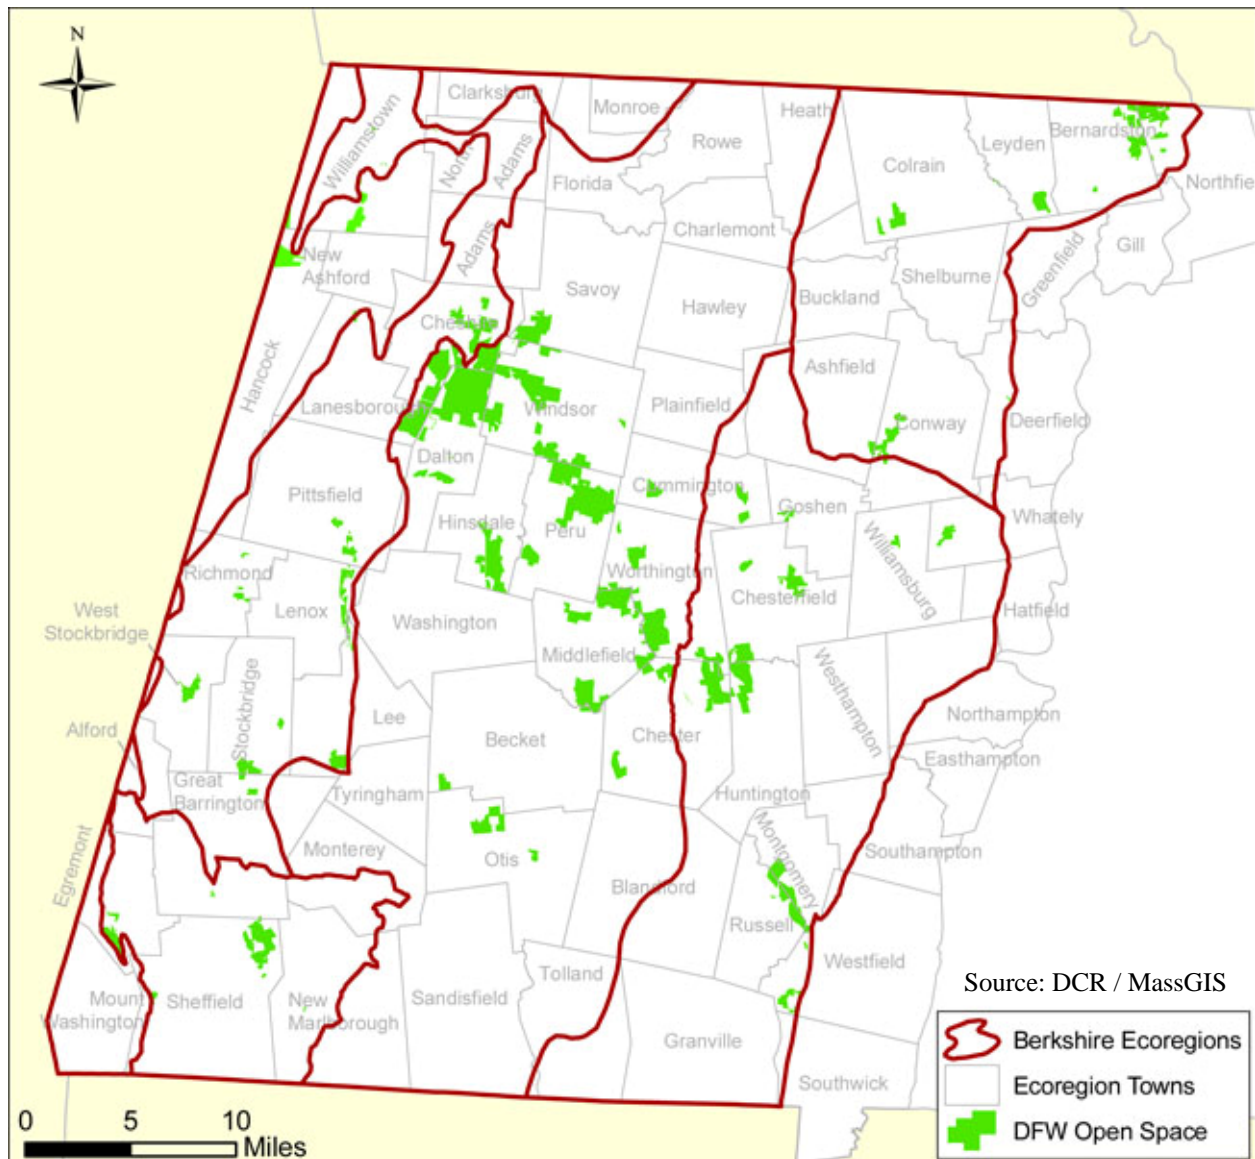 N
Clarksburg
Monroe
Heath
Williamstown
Rowe
Colrain
Leyden
Bernardston
North
Adams
Florida
Northfie
Charlemont
New
Ashford
Adams
Savoy
Shelburne
Greenfield
Gill
Buckland
Hawley
Cheshire
Hancock
Lanesborough
Windsor
Plainfield
Ashfield
Conway
Deerfield
Dalton
Pittsfield
Cummington
Goshen
Hinsdale
Peru
Whately
Richmond
Worthington
Williamsburg
West
Stockbridge
Lenox
Washington
Chesterfield
Hatfield
Middlefield
Stockbridge
Westhampton
Alford
Lee
Becket
Chester
Northampton
Easthampton
Great
Barrington
Tyringham
Huntington
Egremont
Monterey
Otis
Montgomery
Southampton
Blandford
Russell
Westfield
Mount
Washington
Sheffield
New
Marlborough
Sandisfield
Tolland
Granville
Southwick
Source: DCR / MassGIS
Berkshire Ecoregions
Ecoregion Towns
DFW Open Space
0 5 10
Miles